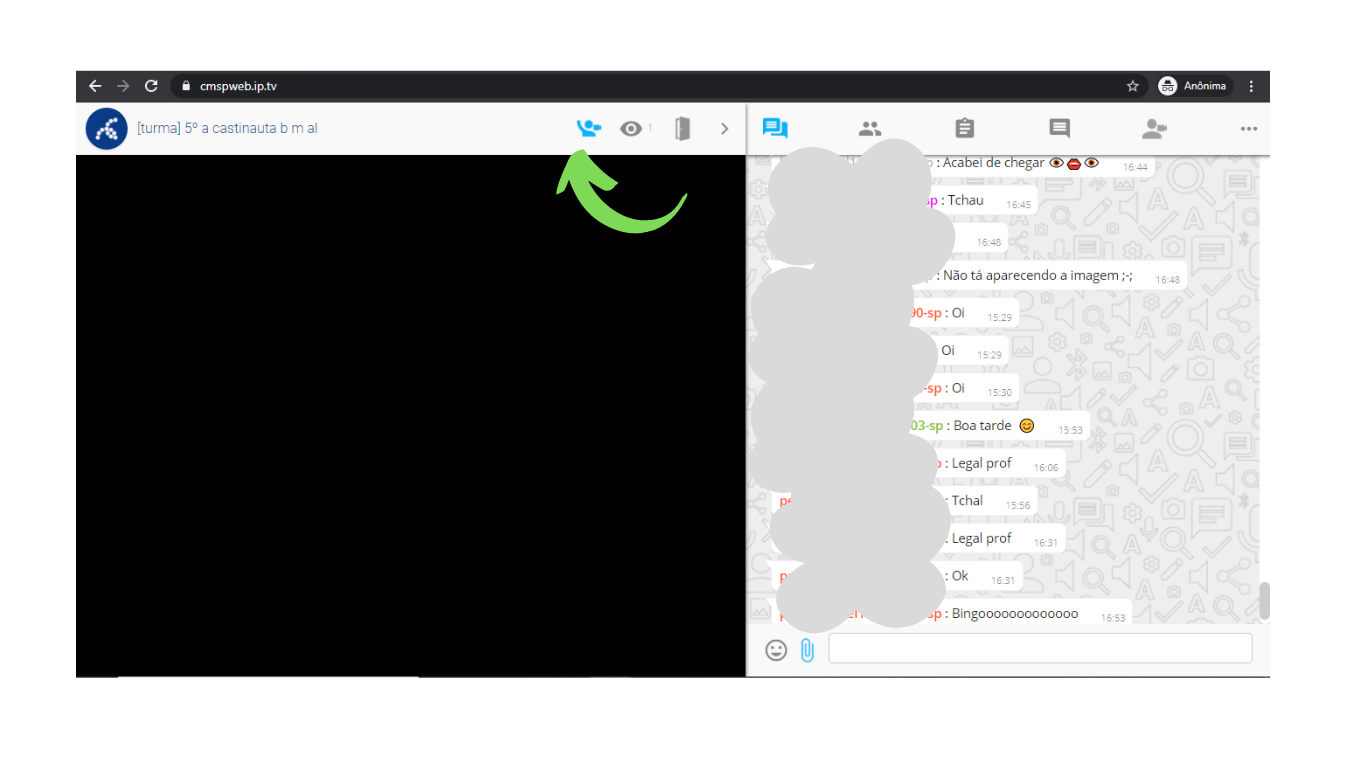 cmspweb.ip.tv
Anônima
[turma] 5º a castinauta b m al
1
: Acabei de chegar 👁️👄👁️ 16:44
sp : Tchau 16:45
16:48
: Não tá aparecendo a imagem ;-; 16:48
90-sp : Oi 15:29
Oi 15:29
-sp : Oi 15:30
03-sp : Boa tarde 😊 15:53
: Legal prof 16:06
pe : Tchal 15:56
: Legal prof 16:31
: Ok 16:31
sp : Bingooooooooooooo 16:53